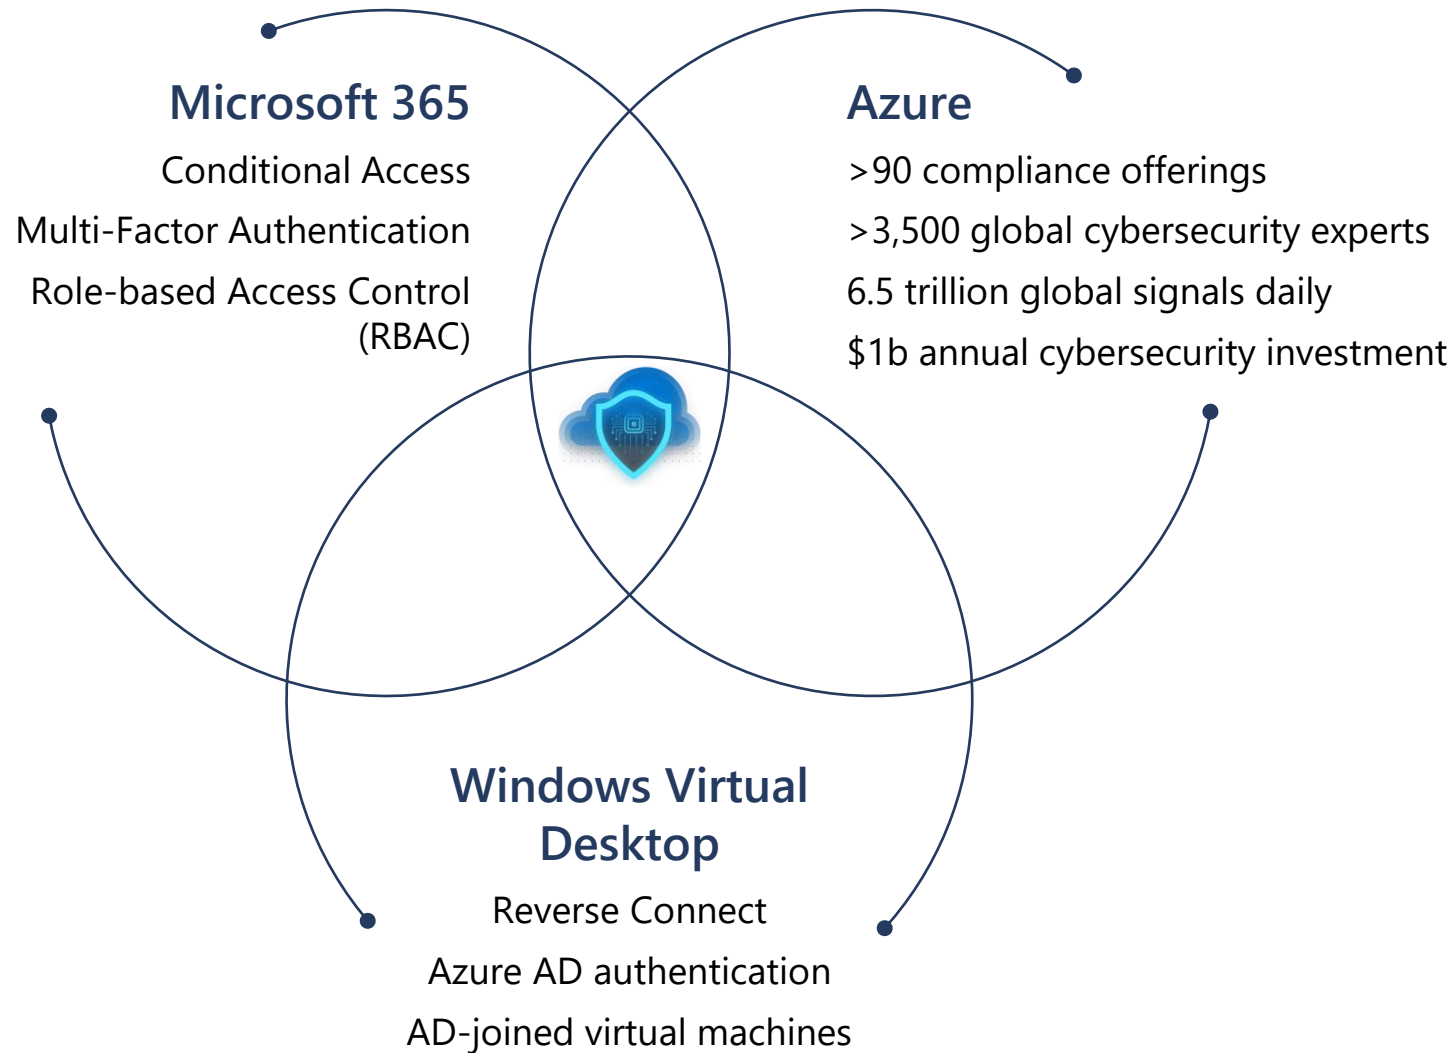 Microsoft 365
Conditional Access
Multi-Factor Authentication
Role-based Access Control
(RBAC)
Azure
>90 compliance offerings
>3,500 global cybersecurity experts
6.5 trillion global signals daily
$1b annual cybersecurity investment
Windows Virtual
Desktop
Reverse Connect
Azure AD authentication
AD-joined virtual machines